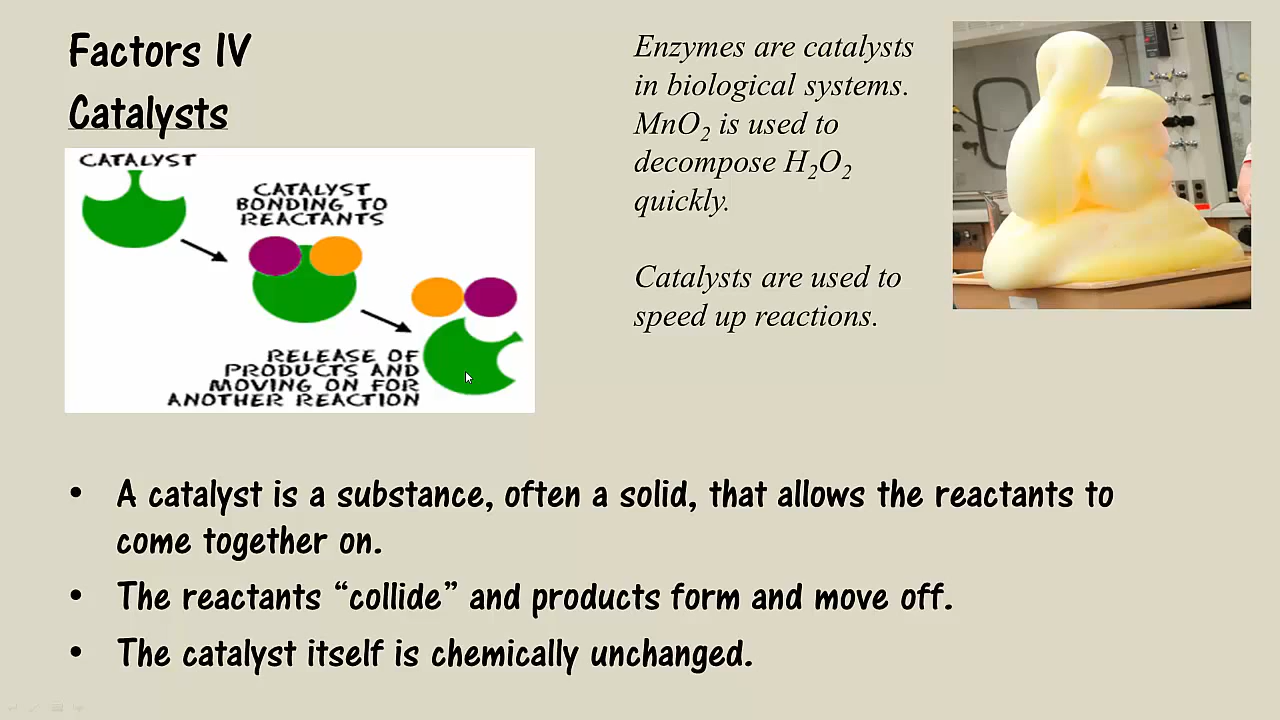 Factors IV
Catalysts
CATALYST
CATALYST
BONDING TO
REACTANTS
RELEASE OF
PRODUCTS AND
MOVING ON FOR
ANOTHER REACTION
Enzymes are catalysts
in biological systems.
MnO₂ is used to
decompose H₂O₂
quickly.
Catalysts are used to
speed up reactions.
• A catalyst is a substance, often a solid, that allows the reactants to
come together on.
• The reactants “collide” and products form and move off.
• The catalyst itself is chemically unchanged.